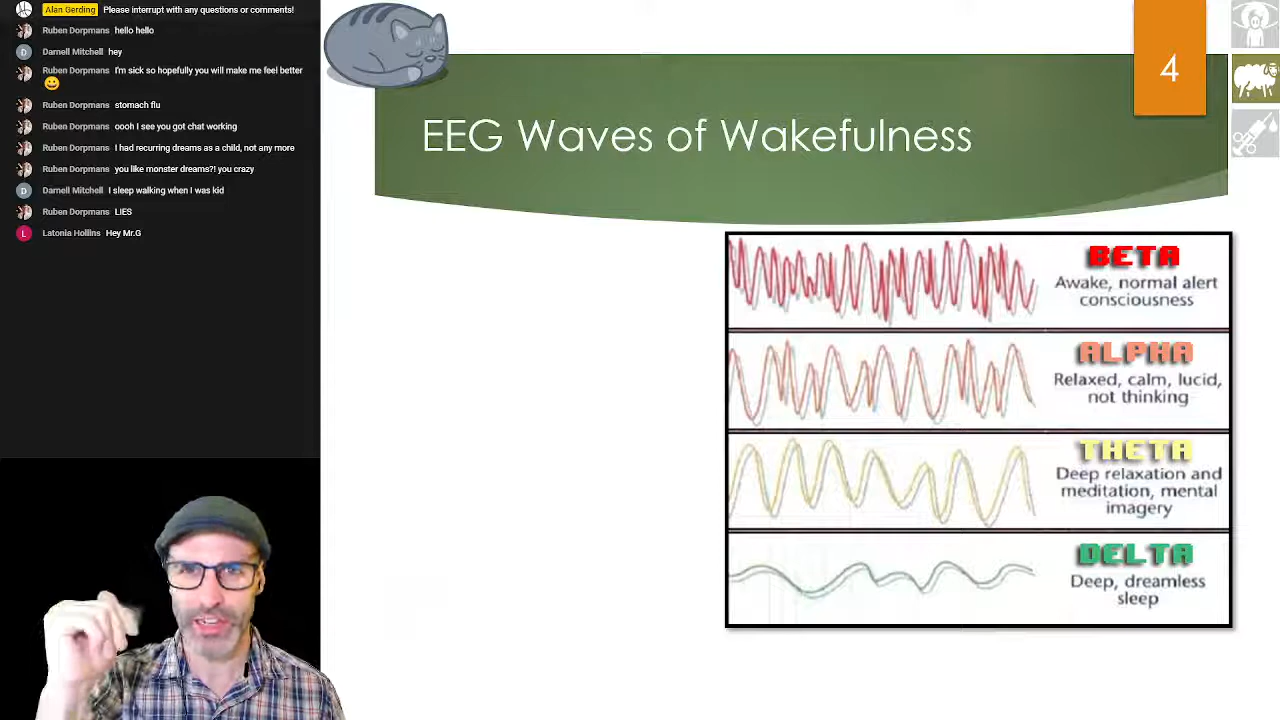 Alan Gerding Please interrupt with any questions or comments!
Ruben Dorpmans hello hello
D Darnell Mitchell hey
Ruben Dorpmans I'm sick so hopefully you will make me feel better
Ruben Dorpmans stomach flu
Ruben Dorpmans oooh I see you got chat working
Ruben Dorpmans I had recurring dreams as a child, not any more
Ruben Dorpmans you like monster dreams?! you crazy
D Darnell Mitchell I sleep walking when I was kid
Ruben Dorpmans LIES
L Latonia Hollins Hey Mr.G
4
EEG Waves of Wakefulness
BETA
Awake, normal alert
consciousness
ALPHA
Relaxed, calm, lucid,
not thinking
THETA
Deep relaxation and
meditation, mental
imagery
DELTA
Deep, dreamless
sleep